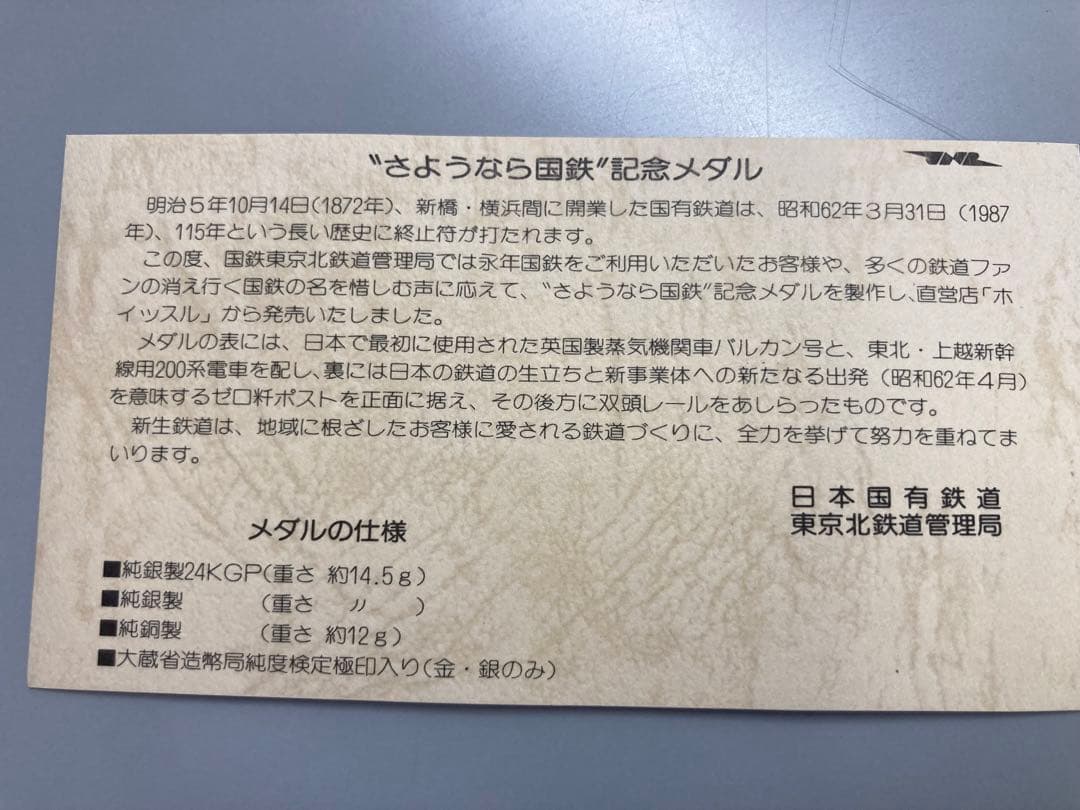 JNR
“さようなら国鉄”記念メダル
明治5年10月14日(1872年)、新橋・横浜間に開業した国有鉄道は、昭和62年3月31日(1987
年)、115年という長い歴史に終止符が打たれます。
この度、国鉄東京北鉄道管理局では永年国鉄をご利用いただいたお客様や、多くの鉄道ファ
ンの消え行く国鉄の名を惜しむ声に応えて、“さようなら国鉄”記念メダルを製作し、直営店「ホ
イッスル」から発売いたしました。
メダルの表には、日本で最初に使用された英国製蒸気機関車バルカン号と、東北・上越新幹
線用200系電車を配し、裏には日本の鉄道の生立ちと新事業体への新たなる出発(昭和62年4月)
を意味するゼロ粁ポストを正面に据え、その後方に双頭レールをあしらったものです。
新生鉄道は、地域に根ざしたお客様に愛される鉄道づくりに、全力を挙げて努力を重ねてま
いります。
日本国有鉄道
東京北鉄道管理局
メダルの仕様
■純銀製24KGP(重さ 約14.5g)
■純銀製 (重さ 〃 )
■純銅製 (重さ 約12g)
■大蔵省造幣局純度検定極印入り(金・銀のみ)